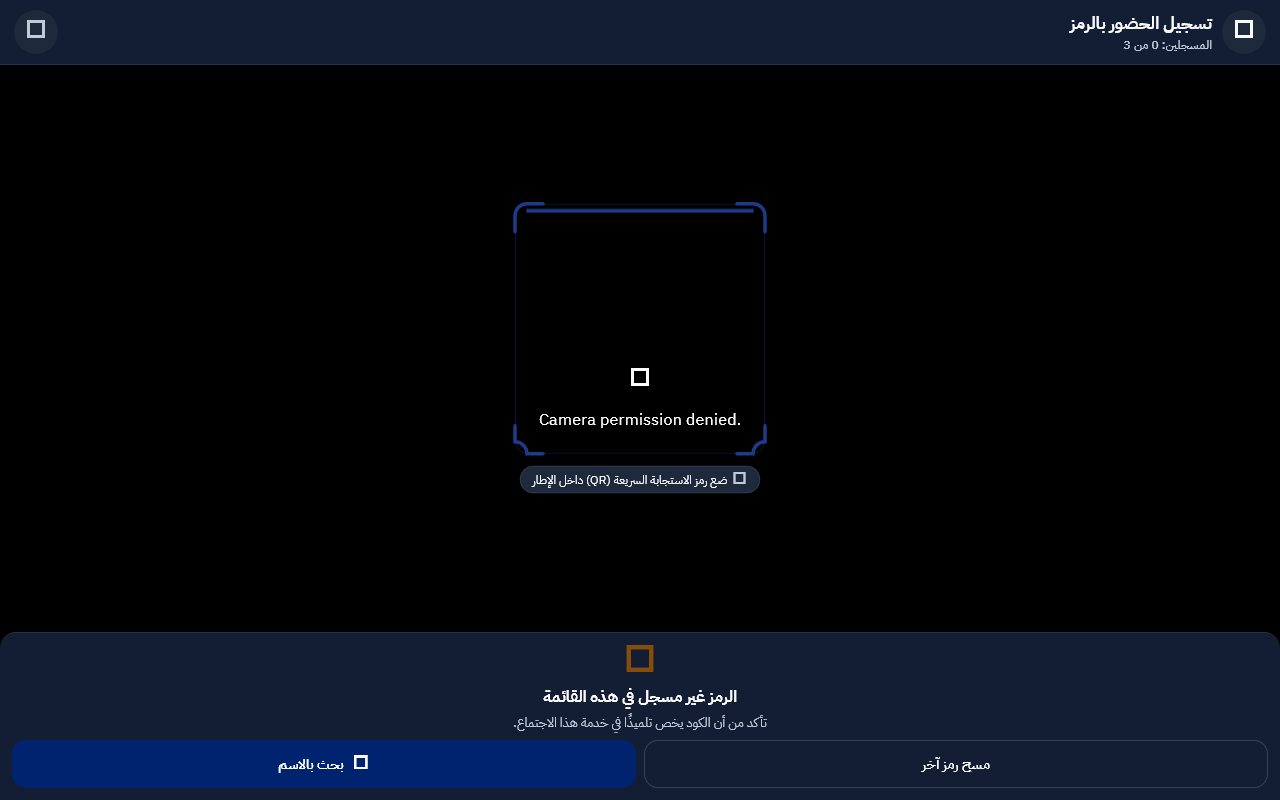 تسجيل الحضور بالرمز
المسجلين: 0 من 3
Camera permission denied.
ضع رمز الاستجابة السريعة (QR) داخل الإطار
الرمز غير مسجل في هذه القائمة
تأكد من أن الكود يخص تلميذًا في خدمة هذا الاجتماع.
مسح رمز آخر
بحث بالاسم